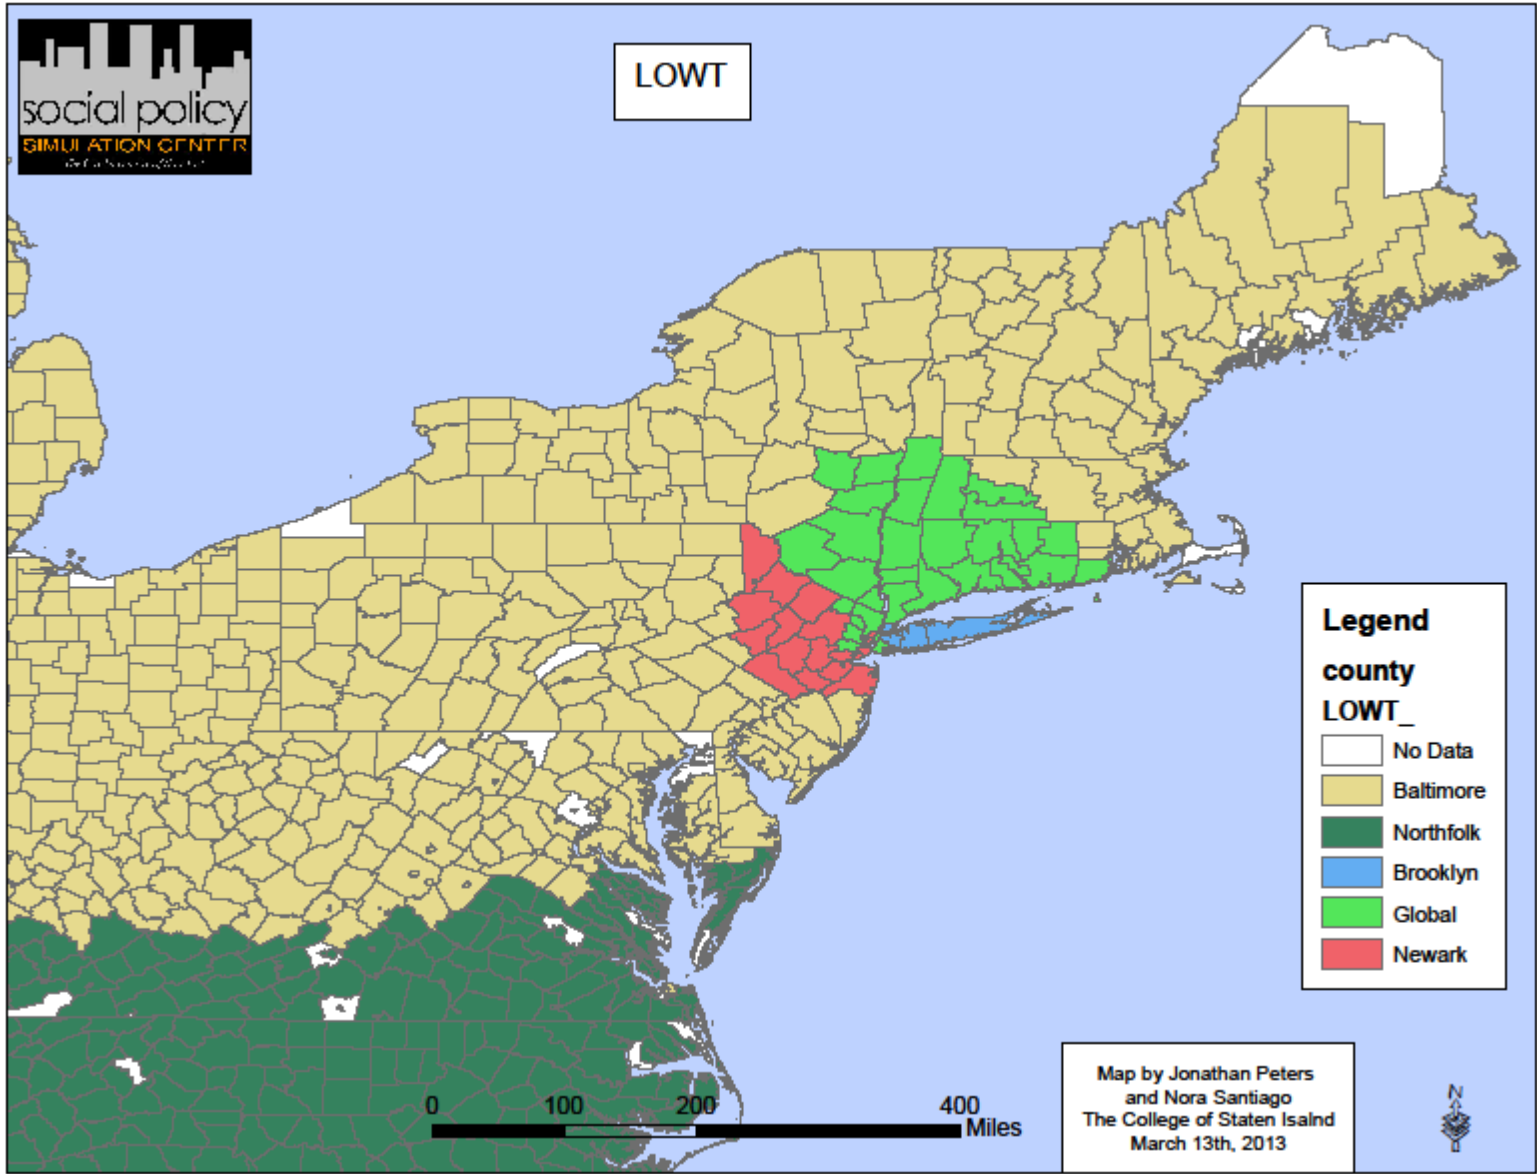 social policy
SIMULATION CENTER
LOWT
Legend
county
LOWT_
No Data
Baltimore
Northfolk
Brooklyn
Global
Newark
0 100 200 400
Miles
Map by Jonathan Peters
and Nora Santiago
The College of Staten Isalnd
March 13th, 2013
N